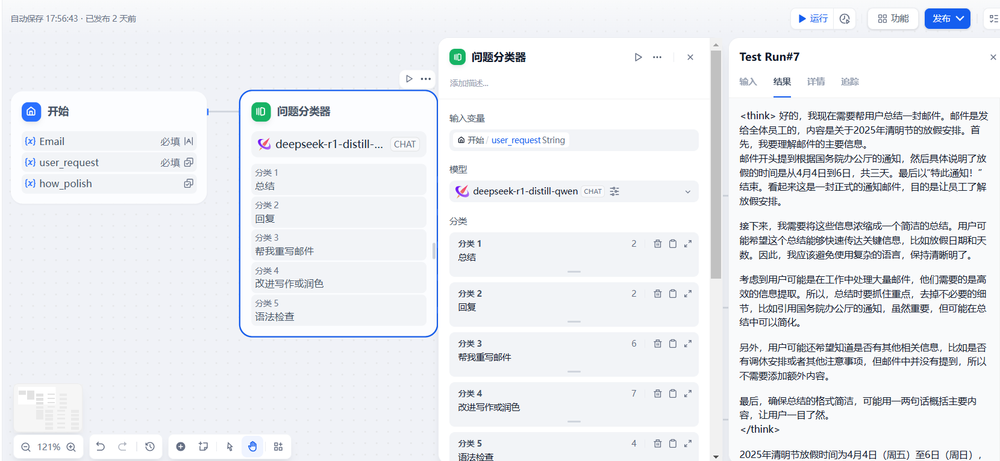 自动保存 17:56:43 · 已发布 2 天前
运行
功能
发布
开始
{x} Email 必填
{x} user_request 必填
{x} how_polish
问题分类器
deepseek-r1-distill-... CHAT
分类 1
总结
分类 2
回复
分类 3
帮我重写邮件
分类 4
改进写作或润色
分类 5
语法检查
121%
问题分类器
添加描述...
输入变量
开始 / user_request String
模型
deepseek-r1-distill-qwen CHAT
分类
分类 1 2
总结
分类 2 2
回复
分类 3 6
帮我重写邮件
分类 4 7
改进写作或润色
分类 5 4
语法检查
Test Run#7
输入 结果 详情 追踪
<think> 好的，我现在需要帮用户总结一封邮件。邮件是发
给全体员工的，内容是关于2025年清明节的放假安排。首
先，我要理解邮件的主要信息。
邮件开头提到根据国务院办公厅的通知，然后具体说明了放
假的时间是从4月4日到6日，共三天。最后以“特此通知！”
结束。看起来这是一封正式的通知邮件，目的是让员工了解
放假安排。
接下来，我需要将这些信息浓缩成一个简洁的总结。用户可
能希望这个总结能够快速传达关键信息，比如放假日期和天
数。因此，我应该避免使用复杂的语言，保持清晰明了。
考虑到用户可能是在工作中处理大量邮件，他们需要的是高
效的信息提取。所以，总结时要抓住重点，去掉不必要的细
节，比如引用国务院办公厅的通知，虽然重要，但可能在总
结中可以简化。
另外，用户可能还希望知道是否有其他相关信息，比如是否
有调休安排或者其他注意事项，但邮件中并没有提到，所以
不需要添加额外内容。
最后，确保总结的格式简洁，可能用一两句话概括主要内
容，让用户一目了然。
</think>
2025年清明节放假时间为4月4日（周五）至6日（周日），